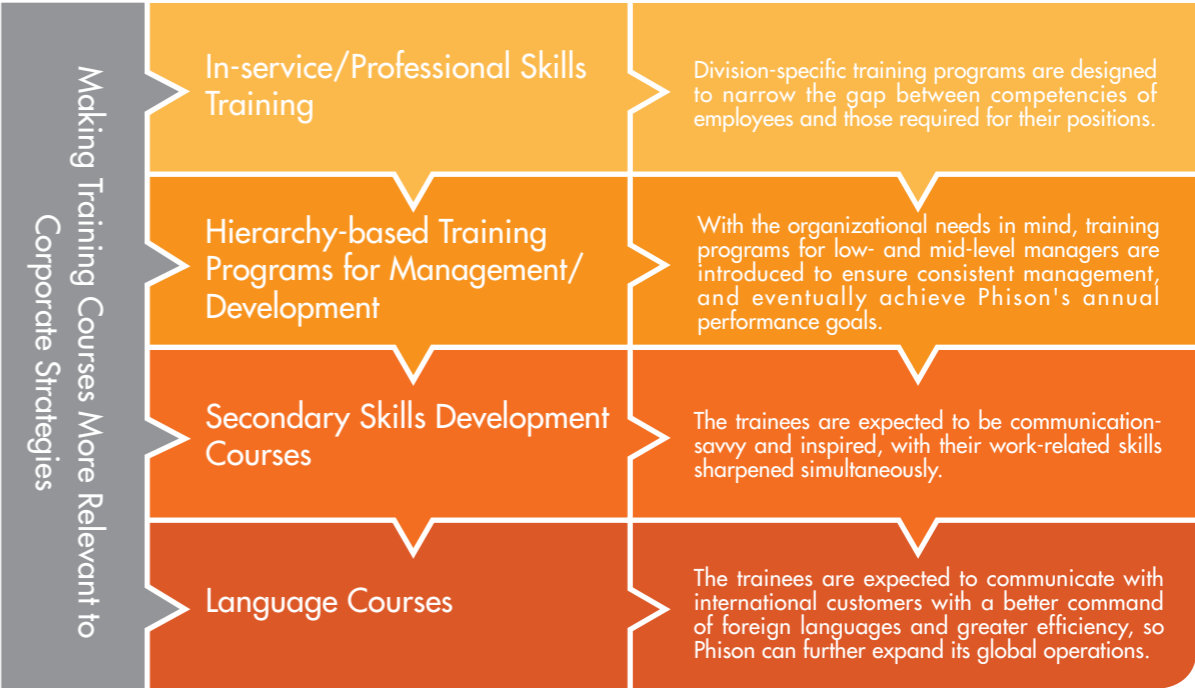 Making Training Courses More Relevant to
Corporate Strategies
In-service/Professional Skills
Training
Division-specific training programs are designed
to narrow the gap between competencies of
employees and those required for their positions.
Hierarchy-based Training
Programs for Management/
Development
With the organizational needs in mind, training
programs for low- and mid-level managers are
introduced to ensure consistent management,
and eventually achieve Phison's annual
performance goals.
Secondary Skills Development
Courses
The trainees are expected to be communication-
savvy and inspired, with their work-related skills
sharpened simultaneously.
Language Courses
The trainees are expected to communicate with
international customers with a better command
of foreign languages and greater efficiency, so
Phison can further expand its global operations.